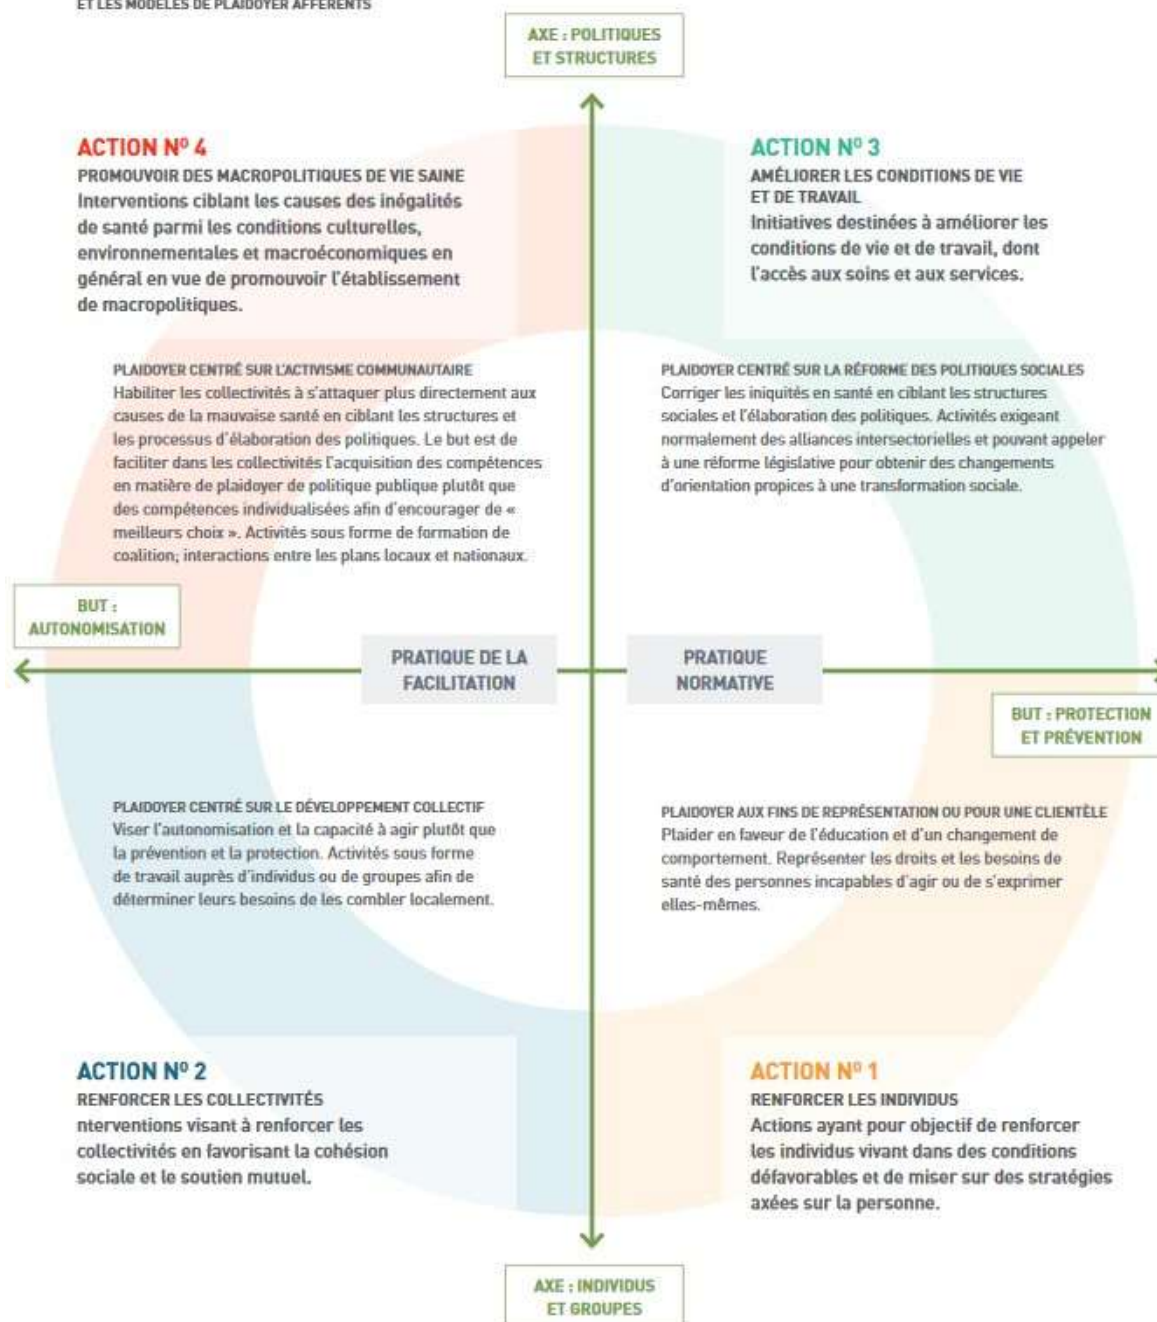 ET LES MODÈLES DE PLAIDOYER AFFÉRENTS
AXE : POLITIQUES
ET STRUCTURES
ACTION Nº 4
PROMOUVOIR DES MACROPOLITIQUES DE VIE SAINE
Interventions ciblant les causes des inégalités
de santé parmi les conditions culturelles,
environnementales et macroéconomiques en
général en vue de promouvoir l'établissement
de macropolitiques.
ACTION Nº 3
AMÉLIORER LES CONDITIONS DE VIE
ET DE TRAVAIL
Initiatives destinées à améliorer les
conditions de vie et de travail, dont
l'accès aux soins et aux services.
PLAIDOYER CENTRÉ SUR L'ACTIVISME COMMUNAUTAIRE
Habiliter les collectivités à s'attaquer plus directement aux
causes de la mauvaise santé en ciblant les structures et
les processus d'élaboration des politiques. Le but est de
faciliter dans les collectivités l'acquisition des compétences
en matière de plaidoyer de politique publique plutôt que
des compétences individualisées afin d'encourager de «
meilleurs choix ». Activités sous forme de formation de
coalition; interactions entre les plans locaux et nationaux.
PLAIDOYER CENTRÉ SUR LA RÉFORME DES POLITIQUES SOCIALES
Corriger les iniquités en santé en ciblant les structures
sociales et l'élaboration des politiques. Activités exigeant
normalement des alliances intersectorielles et pouvant appeler
à une réforme législative pour obtenir des changements
d'orientation propices à une transformation sociale.
BUT :
AUTONOMISATION
PRATIQUE DE LA
FACILITATION
PRATIQUE
NORMATIVE
BUT : PROTECTION
ET PRÉVENTION
PLAIDOYER CENTRÉ SUR LE DÉVELOPPEMENT COLLECTIF
Viser l'autonomisation et la capacité à agir plutôt que
la prévention et la protection. Activités sous forme
de travail auprès d'individus ou de groupes afin de
déterminer leurs besoins de les combler localement.
PLAIDOYER AUX FINS DE REPRÉSENTATION OU POUR UNE CLIENTÈLE
Plaider en faveur de l'éducation et d'un changement de
comportement. Représenter les droits et les besoins de
santé des personnes incapables d'agir ou de s'exprimer
elles-mêmes.
ACTION Nº 2
RENFORCER LES COLLECTIVITÉS
nterventions visant à renforcer les
collectivités en favorisant la cohésion
sociale et le soutien mutuel.
ACTION Nº 1
RENFORCER LES INDIVIDUS
Actions ayant pour objectif de renforcer
les individus vivant dans des conditions
défavorables et de miser sur des stratégies
axées sur la personne.
AXE : INDIVIDUS
ET GROUPES